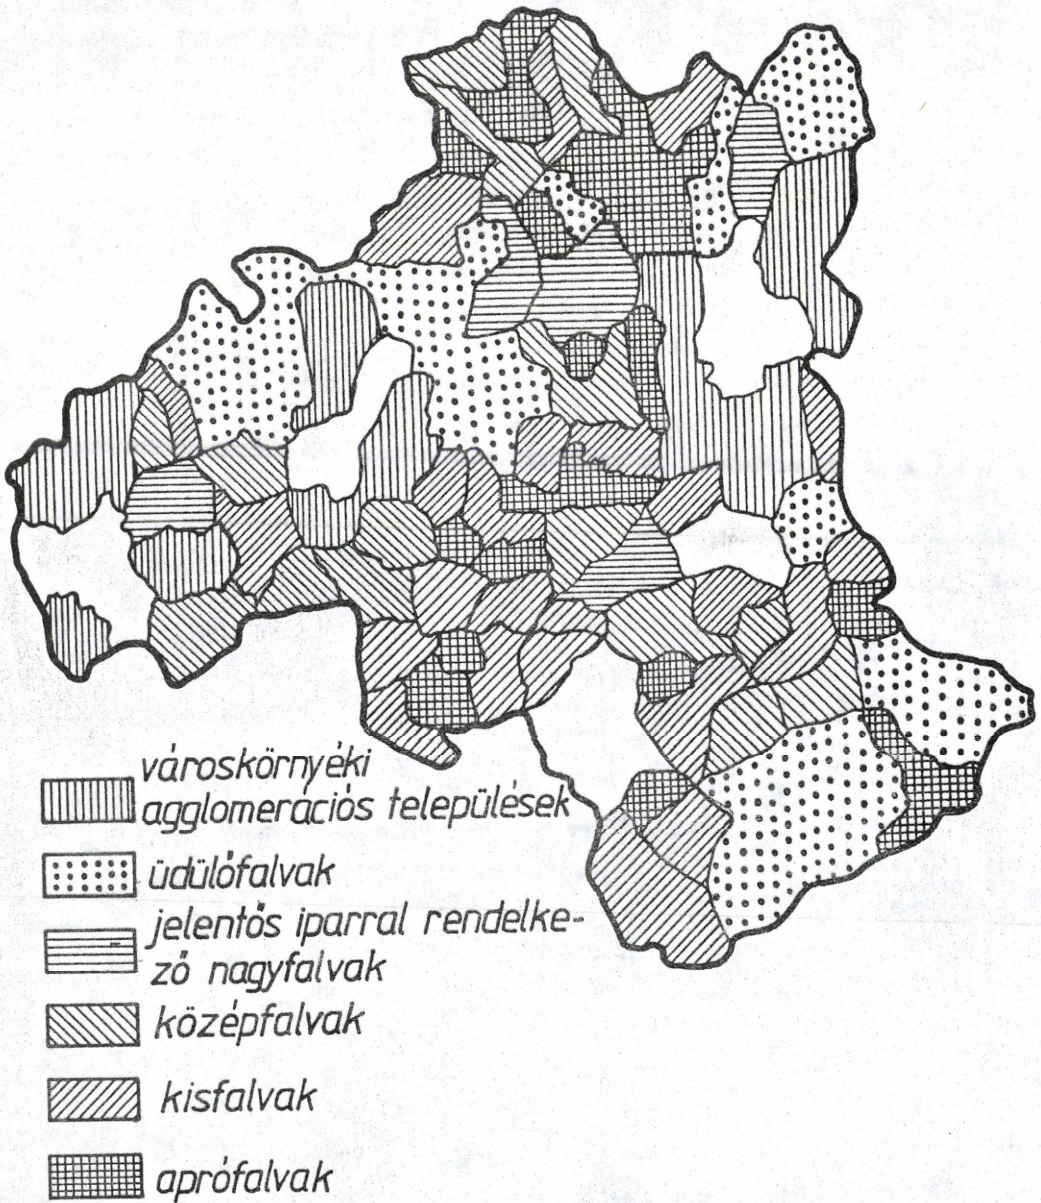 városkörnyéki
agglomerációs települések
üdülőfalvak
jelentős iparral rendelke-
ző nagyfalvak
középfalvak
kisfalvak
aprófalvak